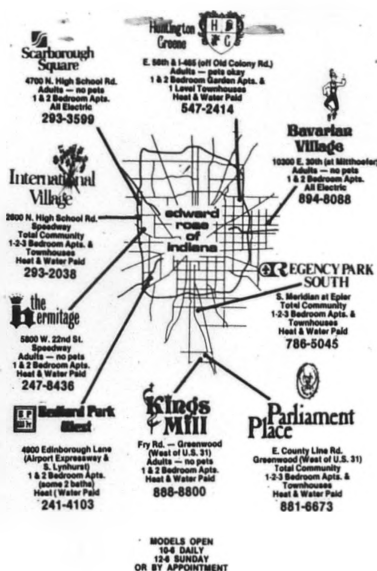 Scarborough
Square
4700 N. High School Rd.
Adults — no pets
1 & 2 Bedroom Apts.
All Electric
293-3599
Huntington
Greene
H G
E. 56th & I-465 (off Old Colony Rd.)
Adults — pets okay
1 & 2 Bedroom Garden Apts. &
1 Level Townhouses
Heat & Water Paid
547-2414
Bavarian
Village
10300 E. 30th (at Mitthoefer)
Adults — no pets
1 & 2 Bedroom Apts.
All Electric
894-8088
International
Village
2600 N. High School Rd.
Speedway
Total Community
1-2-3 Bedroom Apts. &
Townhouses
Heat & Water Paid
293-2038
edward
rose
of
indiana
REGENCY PARK
SOUTH
S. Meridian at Epler
Total Community
1-2-3 Bedroom Apts. &
Townhouses
Heat & Water Paid
786-5045
the
hermitage
5800 W. 22nd St.
Speedway
Adults — no pets
1 & 2 Bedroom Apts.
Heat & Water Paid
247-8436
Bedford Park
West
4900 Edinborough Lane
(Airport Expressway &
S. Lynhurst)
1 & 2 Bedroom Apts.
(some 2 baths)
Heat (Water Paid
241-4103
Kings
Mill
Fry Rd. — Greenwood
(West of U.S. 31)
Adults — no pets
1 & 2 Bedroom Apts.
Heat & Water Paid
888-8800
Parliament
Place
E. County Line Rd.
Greenwood (West of U.S. 31)
Total Community
1-2-3 Bedroom Apts. &
Townhouses
Heat & Water Paid
881-6673
MODELS OPEN
10-6 DAILY
12-6 SUNDAY
OR BY APPOINTMENT